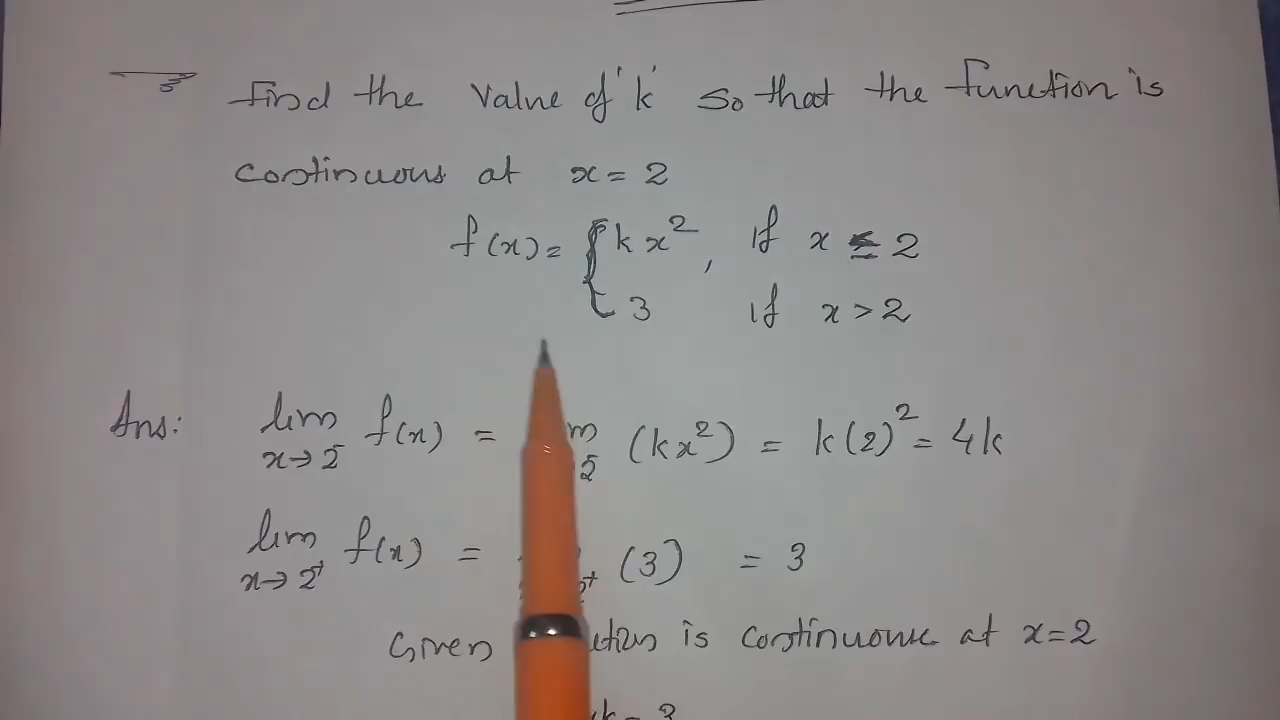 Find the value of 'k' so that the function is
continuous at x = 2
f(x) = { kx², if x ≤ 2
3 if x > 2
Ans: lim x→2⁻ f(x) = (kx²) = k(2)² = 4k
lim x→2⁺ f(x) = (3) = 3
Given is continuous at x=2
k = 3